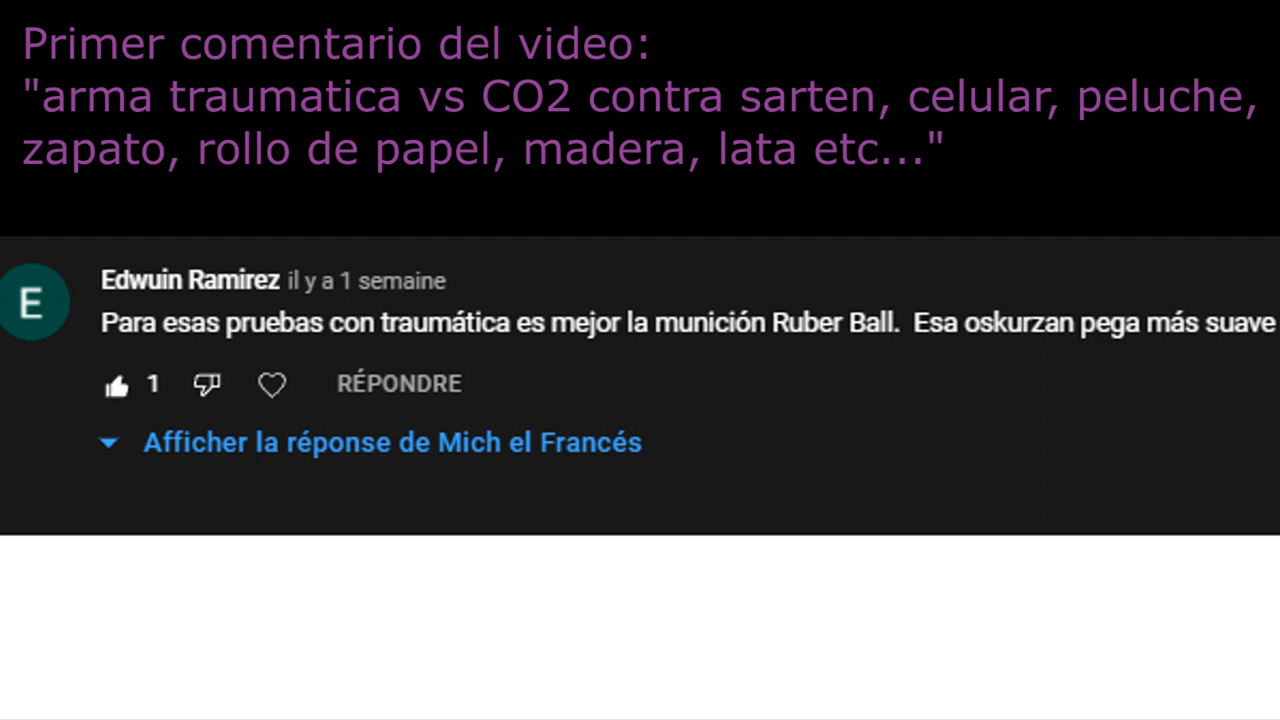 Primer comentario del video:
"arma traumatica vs CO2 contra sarten, celular, peluche,
zapato, rollo de papel, madera, lata etc..."
E
Edwuin Ramirez il y a 1 semaine
Para esas pruebas con traumática es mejor la munición Ruber Ball. Esa oskurzan pega más suave
1 RÉPONDRE
Afficher la réponse de Mich el Francés